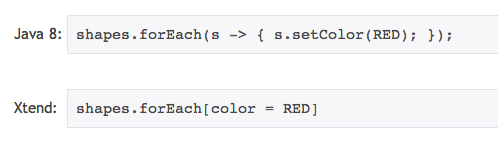 Java 8: shapes.forEach(s -> { s.setColor(RED); });
Xtend: shapes.forEach[color = RED]